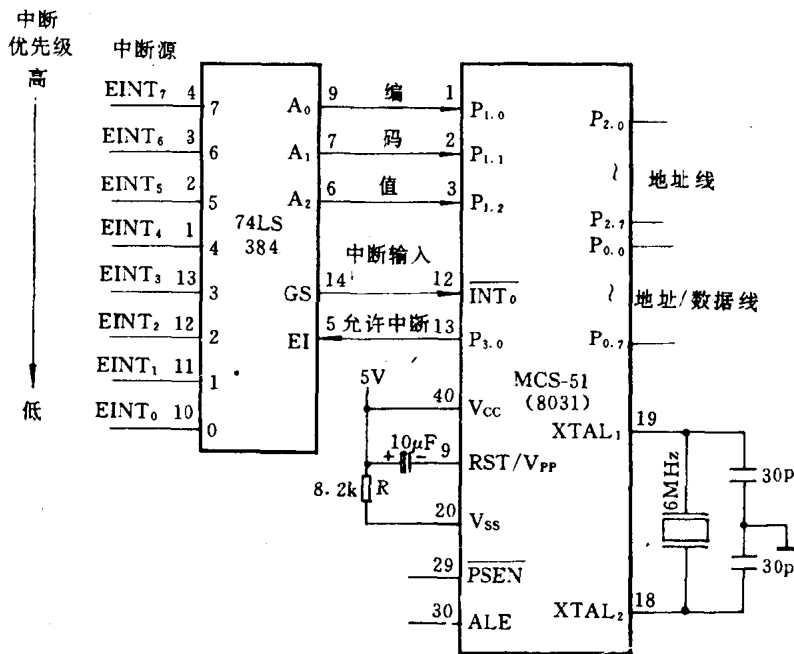 中断
优先级
高
低
中断源
EINT₇ 4
EINT₆ 3
EINT₅ 2
EINT₄ 1
EINT₃ 13
EINT₂ 12
EINT₁ 11
EINT₀ 10
7
6
5
4
3
2
1
0
74LS
384
A₀
A₁
A₂
GS
EI
9 编 1
7 码 2
6 值 3
中断输入
14 12
5 允许中断 13
P₁.₀
P₁.₁
P₁.₂
INT₀
P₃.₀
MCS-51
(8031)
5V
40 V_CC
10μF
+ − 9 RST/V_PP
8.2k R
20 V_SS
29 PSEN
30 ALE
P₂.₀
~ 地址线
P₂.₇
P₀.₀
~ 地址/数据线
P₀.₇
XTAL₁ 19
6MHz
30p
30p
XTAL₂ 18